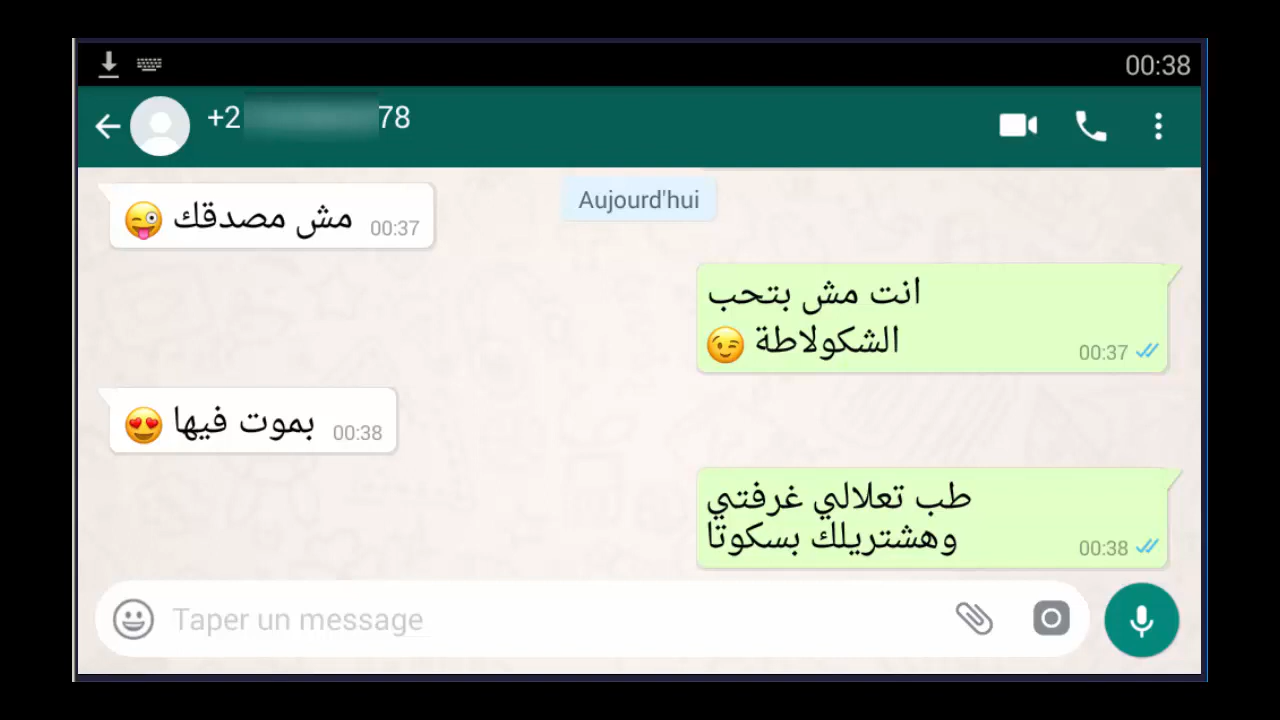 00:38
+2 78
Aujourd'hui
مش مصدقك 😜 00:37
انت مش بتحب
الشكولاطة 😉 00:37
بموت فيها 😍 00:38
طب تعلالي غرفتي
وهشتريلك بسكوتا 00:38
Taper un message